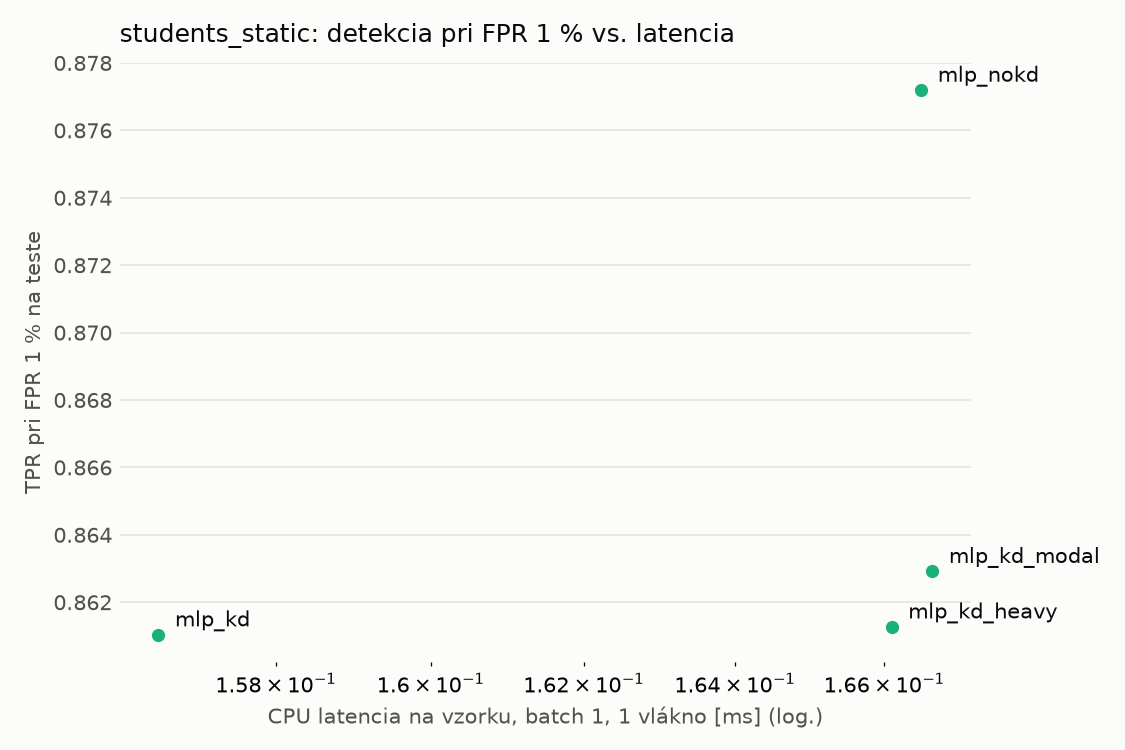 students_static: detekcia pri FPR 1 % vs. latencia
0.878
mlp_nokd
0.876
0.874
0.872
0.870
0.868
0.866
0.864
mlp_kd_modal
0.862
mlp_kd
mlp_kd_heavy
TPR pri FPR 1 % na teste
1.58 × 10⁻¹ 1.6 × 10⁻¹ 1.62 × 10⁻¹ 1.64 × 10⁻¹ 1.66 × 10⁻¹
CPU latencia na vzorku, batch 1, 1 vlákno [ms] (log.)